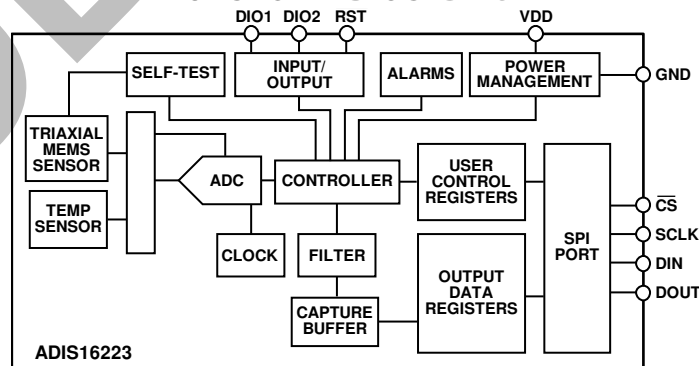 DIO1 DIO2 RST VDD
SELF-TEST
INPUT/
OUTPUT
ALARMS
POWER
MANAGEMENT
GND
TRIAXIAL
MEMS
SENSOR
TEMP
SENSOR
ADC
CONTROLLER
USER
CONTROL
REGISTERS
CLOCK
FILTER
CAPTURE
BUFFER
OUTPUT
DATA
REGISTERS
SPI
PORT
CS
SCLK
DIN
DOUT
ADIS16223